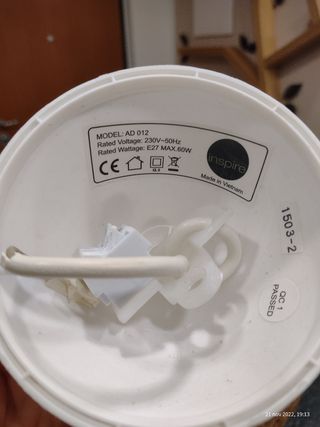 MODEL: AD 012
Rated Voltage: 230V~50Hz
Rated Wattage: E27 MAX.60W
CE
inspire
Made in Vietnam
1503-2
QC 1
PASSED
21 nov 2022, 19:13